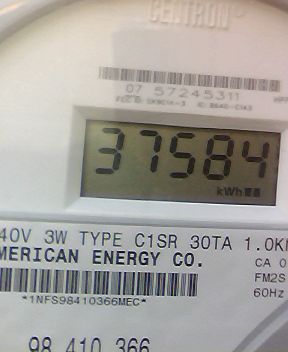 CENTRON
07 57245311
37584
kWh
40V 3W TYPE C1SR 30TA 1.0K
MERICAN ENERGY CO. CA 0
FM2S
*1NFS98410366MEC* 60Hz
98 410 366